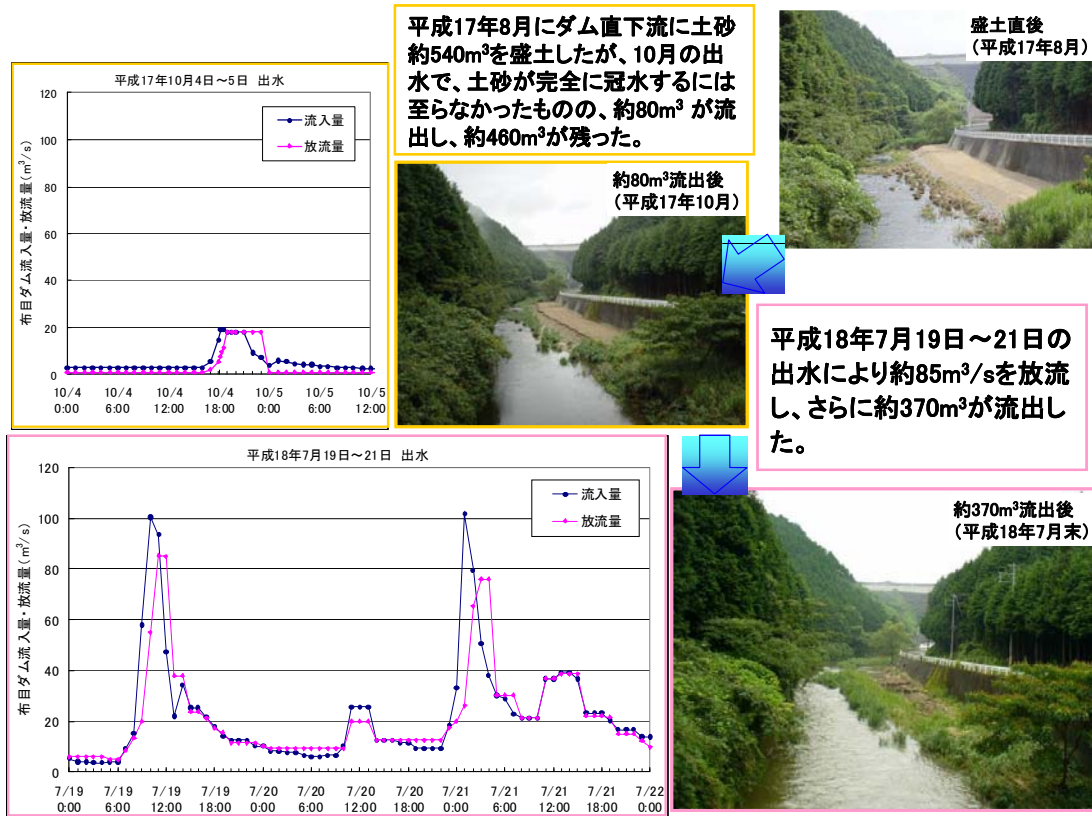 平成17年8月にダム直下流に土砂
約540m³を盛土したが、10月の出
水で、土砂が完全に冠水するには
至らなかったものの、約80m³ が流
出し、約460m³が残った。
盛土直後
(平成17年8月)
平成17年10月4日～5日 出水
布目ダム流入量・放流量(m³/s)
120
100
80
60
40
20
0
流入量
放流量
10/4 10/4 10/4 10/4 10/5 10/5 10/5
0:00 6:00 12:00 18:00 0:00 6:00 12:00
約80m³流出後
(平成17年10月)
平成18年7月19日～21日の
出水により約85m³/sを放流
し、さらに約370m³が流出し
た。
平成18年7月19日～21日 出水
布目ダム流入量・放流量(m³/s)
120
100
80
60
40
20
0
流入量
放流量
7/19 7/19 7/19 7/19 7/20 7/20 7/20 7/20 7/21 7/21 7/21 7/21 7/22
0:00 6:00 12:00 18:00 0:00 6:00 12:00 18:00 0:00 6:00 12:00 18:00 0:00
約370m³流出後
(平成18年7月末)